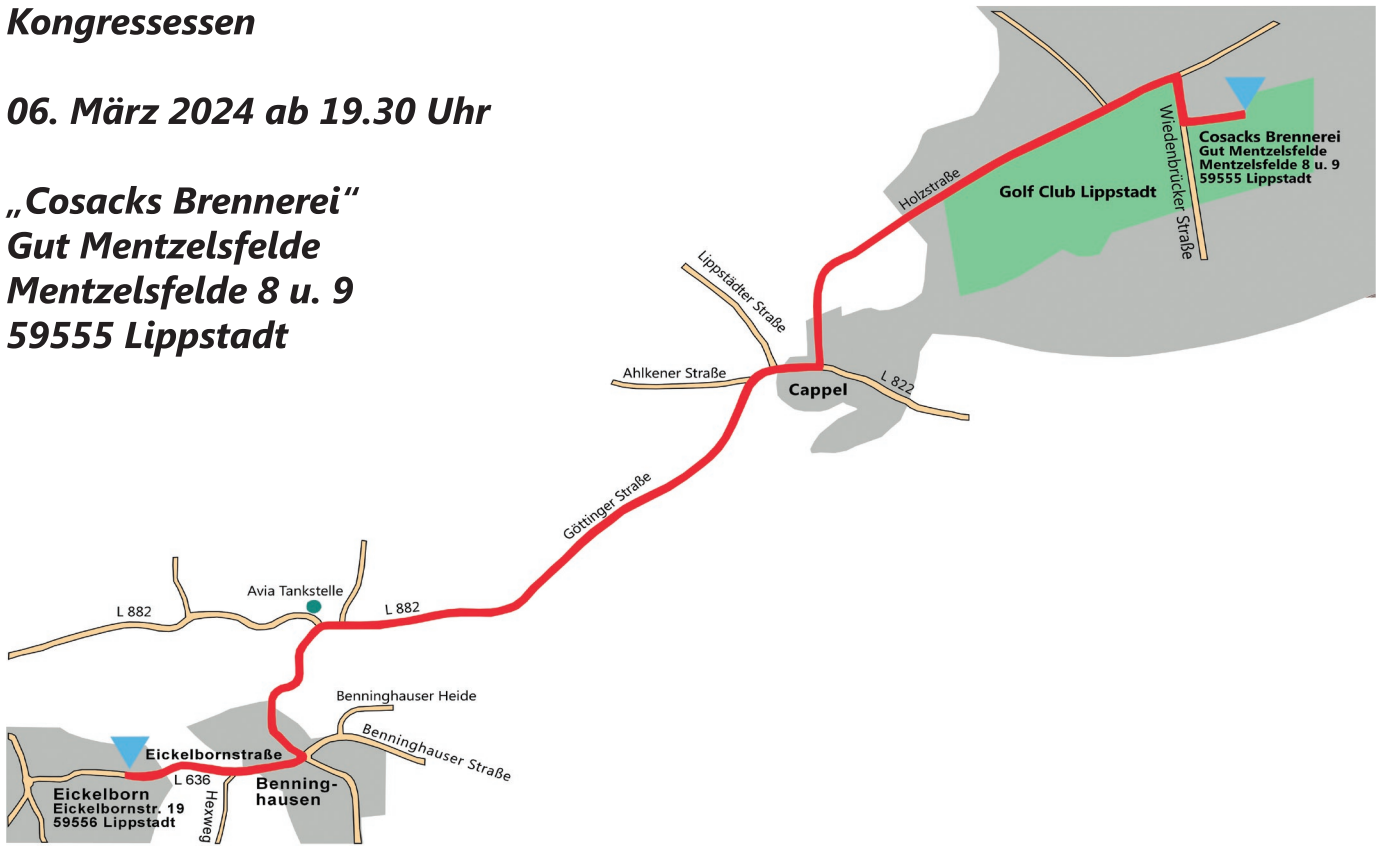 Kongressessen
06. März 2024 ab 19.30 Uhr
„Cosacks Brennerei“
Gut Mentzelsfelde
Mentzelsfelde 8 u. 9
59555 Lippstadt
Wiedenbrücker Straße
Cosacks Brennerei
Gut Mentzelsfelde
Mentzelsfelde 8 u. 9
59555 Lippstadt
Golf Club Lippstadt
Holzstraße
Lippstädter Straße
Ahlkener Straße
L 822
Cappel
Göttinger Straße
Avia Tankstelle
L 882
L 882
Benninghauser Heide
Benninghauser Straße
Eickelbornstraße
L 636
Benning-
hausen
Eickelborn
Eickelbornstr. 19
59556 Lippstadt
Hexweg